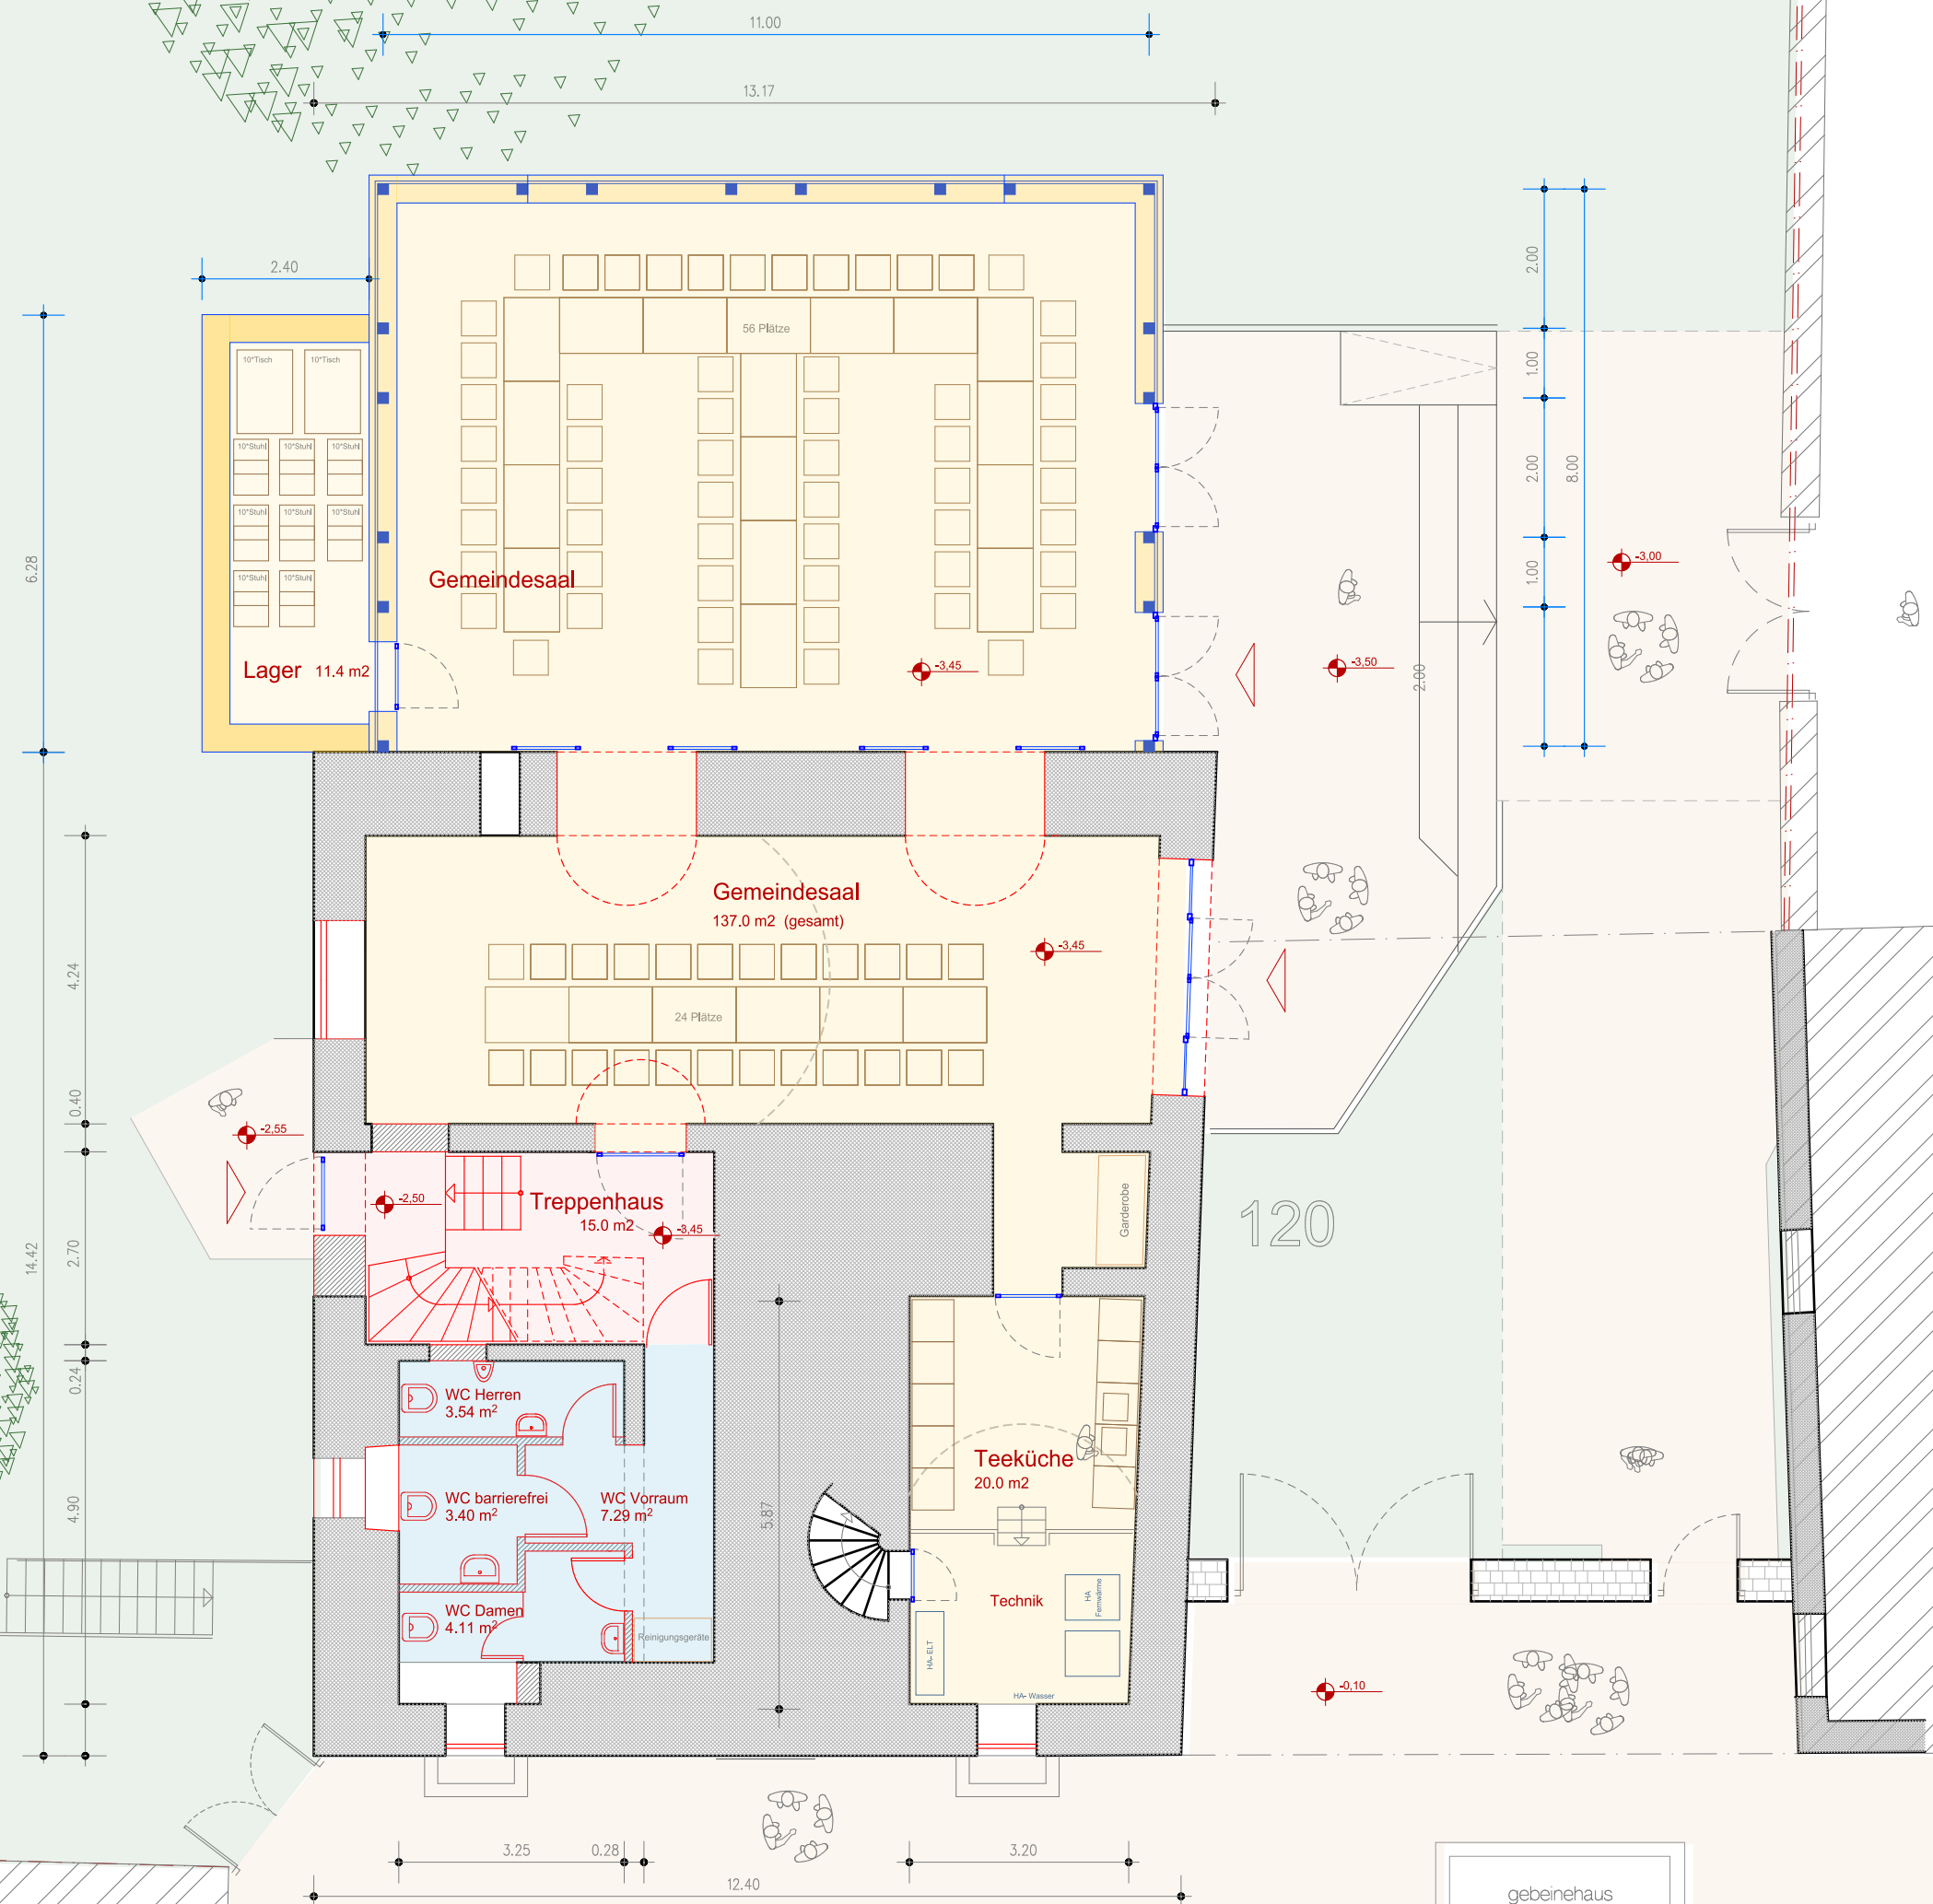 11.00
13.17
2.40
2.00
1.00
2.00
8.00
1.00
56 Plätze
10*Tisch
10*Tisch
10*Stuhl
10*Stuhl
10*Stuhl
10*Stuhl
10*Stuhl
10*Stuhl
10*Stuhl
10*Stuhl
6.28
Gemeindesaal
Lager 11.4 m2
-3,45
-3,50
-3,00
2.00
Gemeindesaal
137.0 m2 (gesamt)
-3,45
24 Plätze
4.24
0.40
-2,55
-2,50
Treppenhaus
15.0 m2
-3,45
Garderobe
120
14.42
2.70
0.24
4.90
WC Herren
3.54 m²
WC barrierefrei
3.40 m²
WC Vorraum
7.29 m²
WC Damen
4.11 m²
Reinigungsgeräte
5.87
Teeküche
20.0 m2
Technik
HA Fernwärme
HA- ELT
HA- Wasser
-0,10
3.25
0.28
3.20
12.40
gebeinehaus